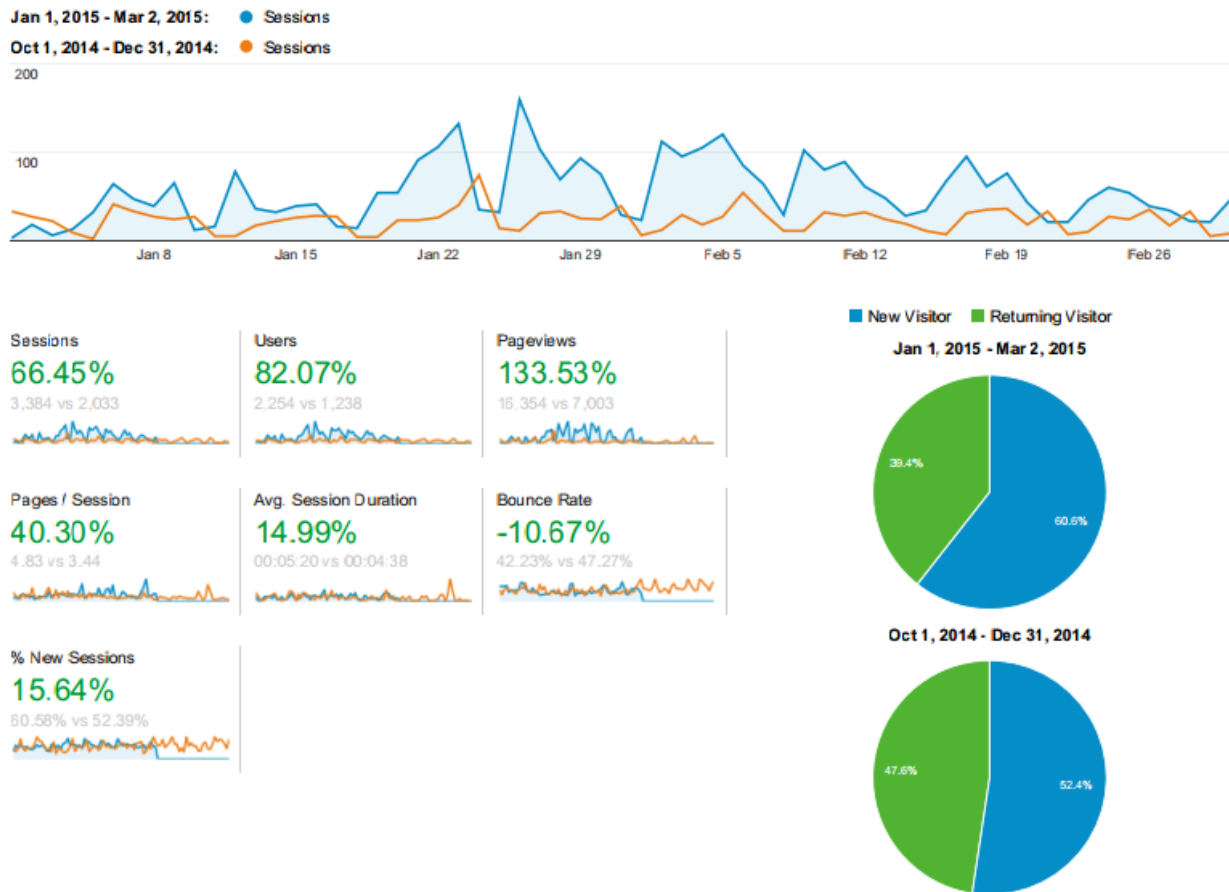 Jan 1, 2015 - Mar 2, 2015: Sessions
Oct 1, 2014 - Dec 31, 2014: Sessions
200
100
Jan 8 Jan 15 Jan 22 Jan 29 Feb 5 Feb 12 Feb 19 Feb 26
Sessions
66.45%
3,384 vs 2,033
Users
82.07%
2,254 vs 1,238
Pageviews
133.53%
16,354 vs 7,003
Pages / Session
40.30%
4.83 vs 3.44
Avg. Session Duration
14.99%
00:05:20 vs 00:04:38
Bounce Rate
-10.67%
42.23% vs 47.27%
% New Sessions
15.64%
60.58% vs 52.39%
New Visitor Returning Visitor
Jan 1, 2015 - Mar 2, 2015
39.4%
60.6%
Oct 1, 2014 - Dec 31, 2014
47.6%
52.4%